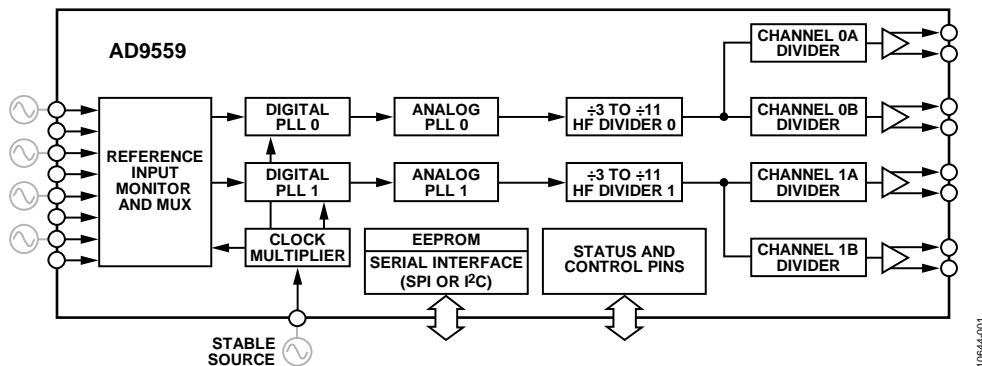 AD9559
CHANNEL 0A
DIVIDER
DIGITAL
PLL 0
ANALOG
PLL 0
÷3 TO ÷11
HF DIVIDER 0
CHANNEL 0B
DIVIDER
REFERENCE
INPUT
MONITOR
AND MUX
DIGITAL
PLL 1
ANALOG
PLL 1
÷3 TO ÷11
HF DIVIDER 1
CHANNEL 1A
DIVIDER
CLOCK
MULTIPLIER
EEPROM
SERIAL INTERFACE
(SPI OR I²C)
STATUS AND
CONTROL PINS
CHANNEL 1B
DIVIDER
STABLE
SOURCE
10644-001